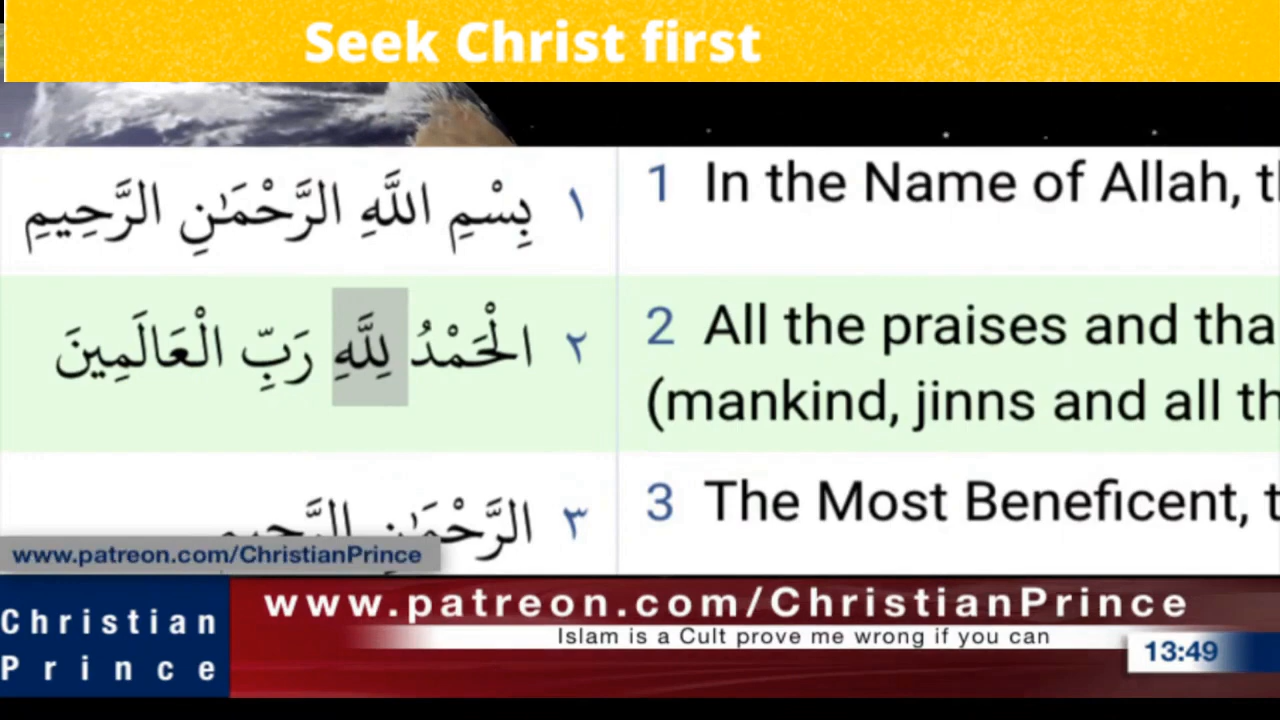 Seek Christ first
بِسْمِ اللَّهِ الرَّحْمَٰنِ الرَّحِيمِ ١
1 In the Name of Allah,
الْحَمْدُ لِلَّهِ رَبِّ الْعَالَمِينَ ٢
2 All the praises and
(mankind, jinns and all
الرَّحْمَٰنِ الرَّحِيمِ ٣
3 The Most Beneficent,
www.patreon.com/ChristianPrince
Christian
Prince
www.patreon.com/ChristianPrince
Islam is a Cult prove me wrong if you can
13:49